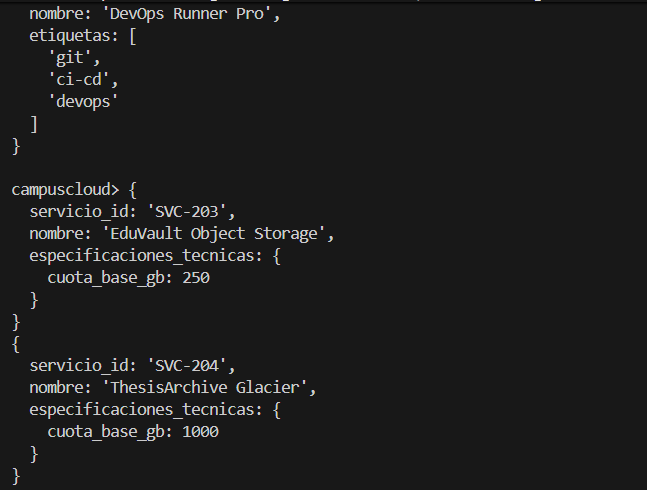 nombre: 'DevOps Runner Pro',
etiquetas: [
'git',
'ci-cd',
'devops'
]
}
campuscloud> {
servicio_id: 'SVC-203',
nombre: 'EduVault Object Storage',
especificaciones_tecnicas: {
cuota_base_gb: 250
}
}
{
servicio_id: 'SVC-204',
nombre: 'ThesisArchive Glacier',
especificaciones_tecnicas: {
cuota_base_gb: 1000
}
}